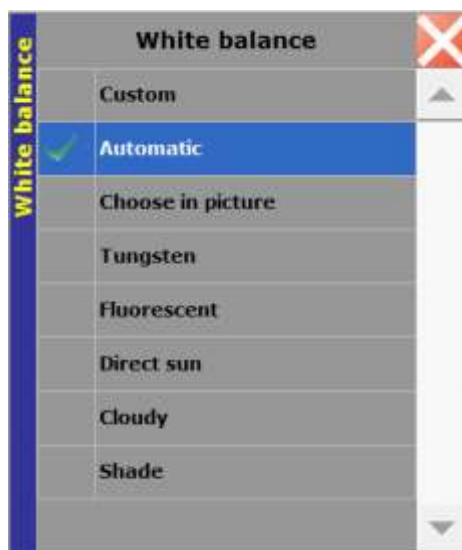 White balance
White balance
Custom
Automatic
Choose in picture
Tungsten
Fluorescent
Direct sun
Cloudy
Shade